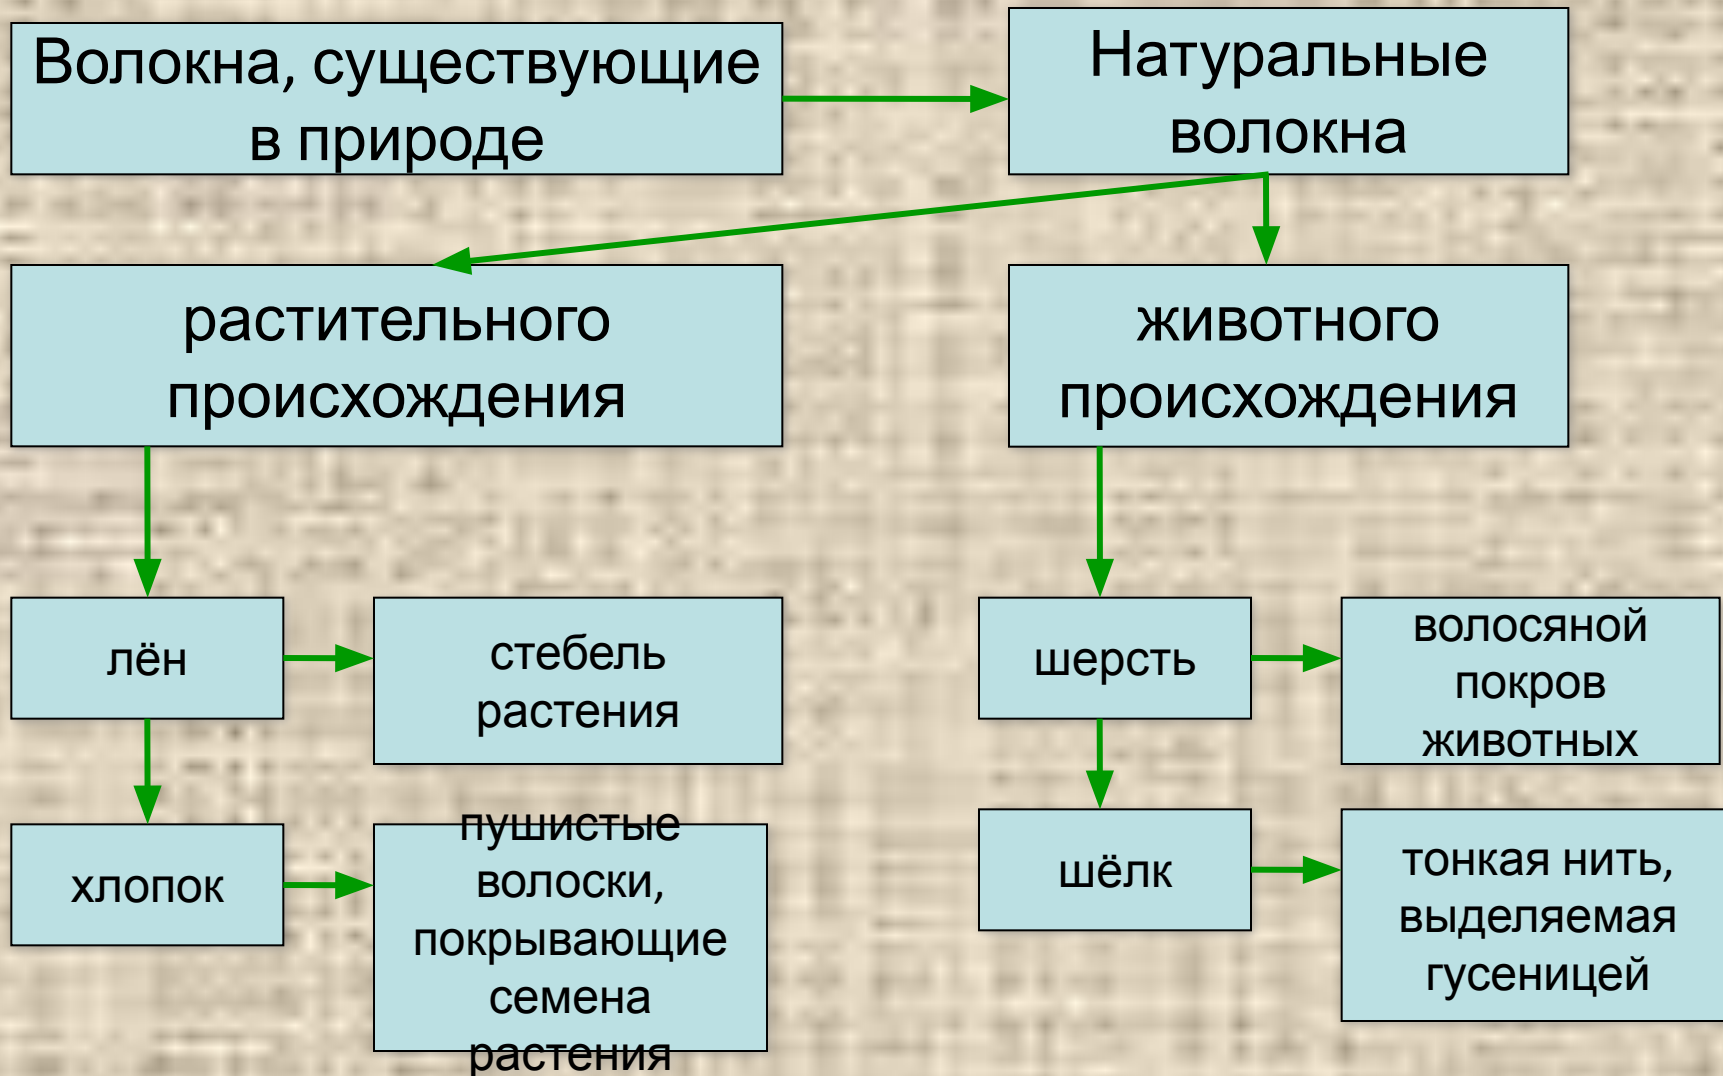 Волокна, существующие
в природе
Натуральные
волокна
растительного
происхождения
животного
происхождения
лён
стебель
растения
шерсть
волосяной
покров
животных
хлопок
пушистые
волоски,
покрывающие
семена
растения
шёлк
тонкая нить,
выделяемая
гусеницей